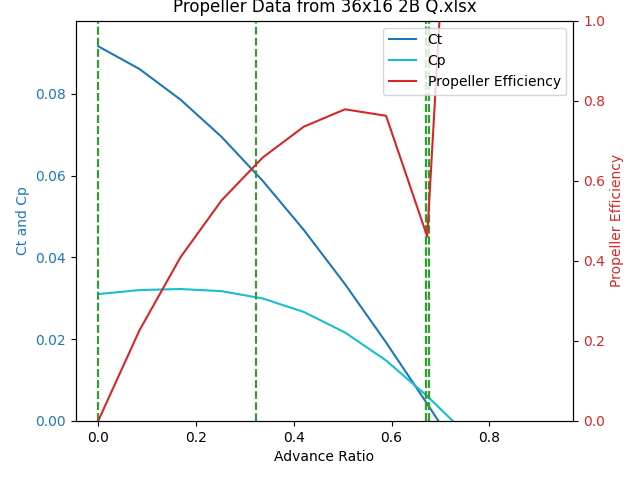 Propeller Data from 36x16 2B Q.xlsx
Ct
Cp
Propeller Efficiency
0.00
0.02
0.04
0.06
0.08
Ct and Cp
0.0
0.2
0.4
0.6
0.8
Advance Ratio
0.0
0.2
0.4
0.6
0.8
1.0
Propeller Efficiency